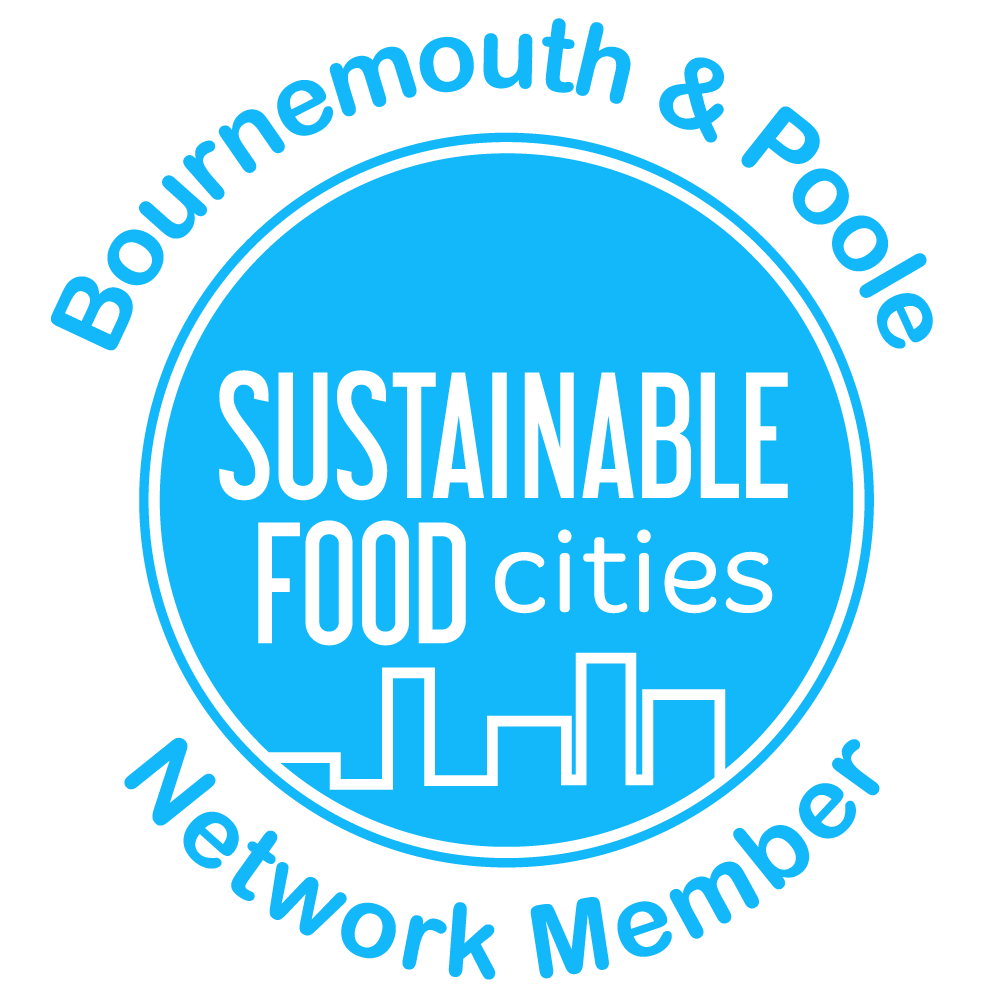 Bournemouth & Poole
SUSTAINABLE
FOOD cities
Network Member